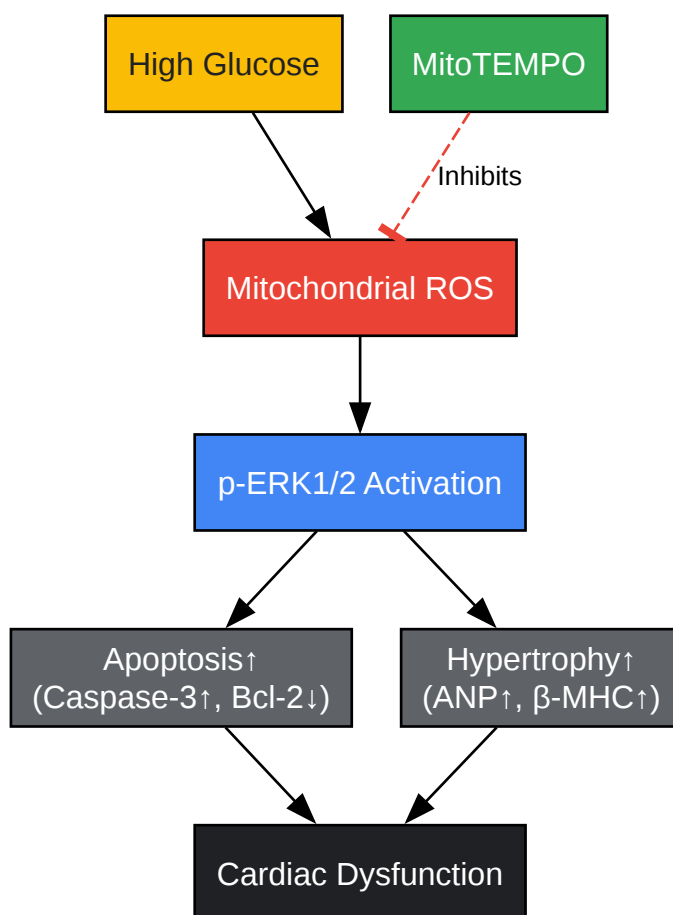 High Glucose
MitoTEMPO
Inhibits
Mitochondrial ROS
p-ERK1/2 Activation
Apoptosis↑
(Caspase-3↑, Bcl-2↓)
Hypertrophy↑
(ANP↑, β-MHC↑)
Cardiac Dysfunction